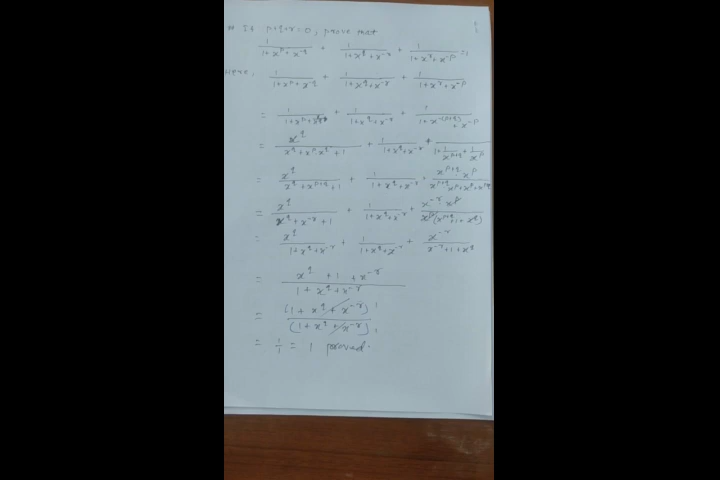 If p+q+r=0, prove that
1/(1+x^p+x^-q) + 1/(1+x^q+x^-r) + 1/(1+x^r+x^-p) = 1
Here, 1/(1+x^p+x^-q) + 1/(1+x^q+x^-r) + 1/(1+x^r+x^-p)
= 1/(1+x^p+x^-q) + 1/(1+x^q+x^-r) + 1/(1+x^-(p+q)+x^-p)
= x^q/(x^q+x^p.x^q+1) + 1/(1+x^q+x^-r) + 1/(1+1/x^(p+q)+1/x^p)
= x^q/(x^q+x^(p+q)+1) + 1/(1+x^q+x^-r) + x^(p+q).x^p/(x^(p+q).x^p+x^p+x^(p+q))
= x^q/(x^q+x^-r+1) + 1/(1+x^q+x^-r) + x^-r.x^p/(x^p(x^(p+q)+1+x^q))
= x^q/(1+x^q+x^-r) + 1/(1+x^q+x^-r) + x^-r/(x^-r+1+x^q)
= (x^q+1+x^-r)/(1+x^q+x^-r)
= (1+x^q+x^-r) 1/(1+x^q+x^-r) 1
= 1/1 = 1 proved.